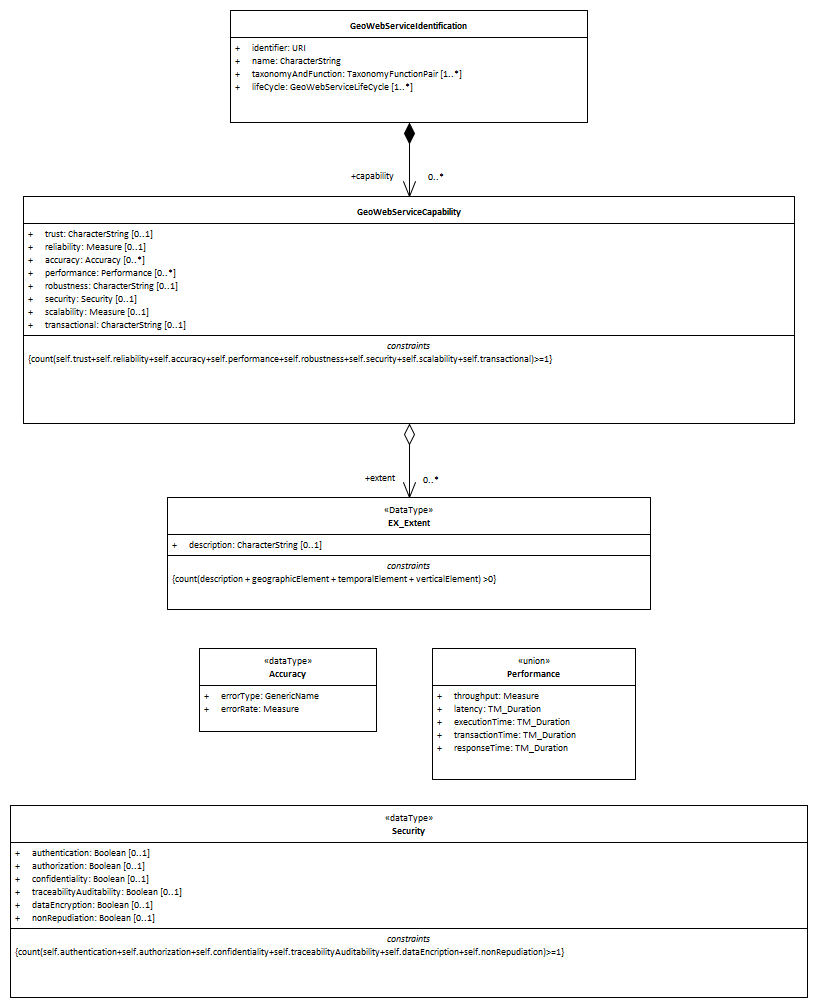 GeoWebServiceIdentification
+ identifier: URI
+ name: CharacterString
+ taxonomyAndFunction: TaxonomyFunctionPair [1..*]
+ lifeCycle: GeoWebServiceLifeCycle [1..*]
+capability 0..*
GeoWebServiceCapability
+ trust: CharacterString [0..1]
+ reliability: Measure [0..1]
+ accuracy: Accuracy [0..*]
+ performance: Performance [0..*]
+ robustness: CharacterString [0..1]
+ security: Security [0..1]
+ scalability: Measure [0..1]
+ transactional: CharacterString [0..1]
constraints
{count(self.trust+self.reliability+self.accuracy+self.performance+self.robustness+self.security+self.scalability+self.transactional)>=1}
+extent 0..*
«DataType»
EX_Extent
+ description: CharacterString [0..1]
constraints
{count(description + geographicElement + temporalElement + verticalElement) >0}
«dataType»
Accuracy
+ errorType: GenericName
+ errorRate: Measure
«union»
Performance
+ throughput: Measure
+ latency: TM_Duration
+ executionTime: TM_Duration
+ transactionTime: TM_Duration
+ responseTime: TM_Duration
«dataType»
Security
+ authentication: Boolean [0..1]
+ authorization: Boolean [0..1]
+ confidentiality: Boolean [0..1]
+ traceabilityAuditability: Boolean [0..1]
+ dataEncryption: Boolean [0..1]
+ nonRepudiation: Boolean [0..1]
constraints
{count(self.authentication+self.authorization+self.confidentiality+self.traceabilityAuditability+self.dataEncription+self.nonRepudiation)>=1}